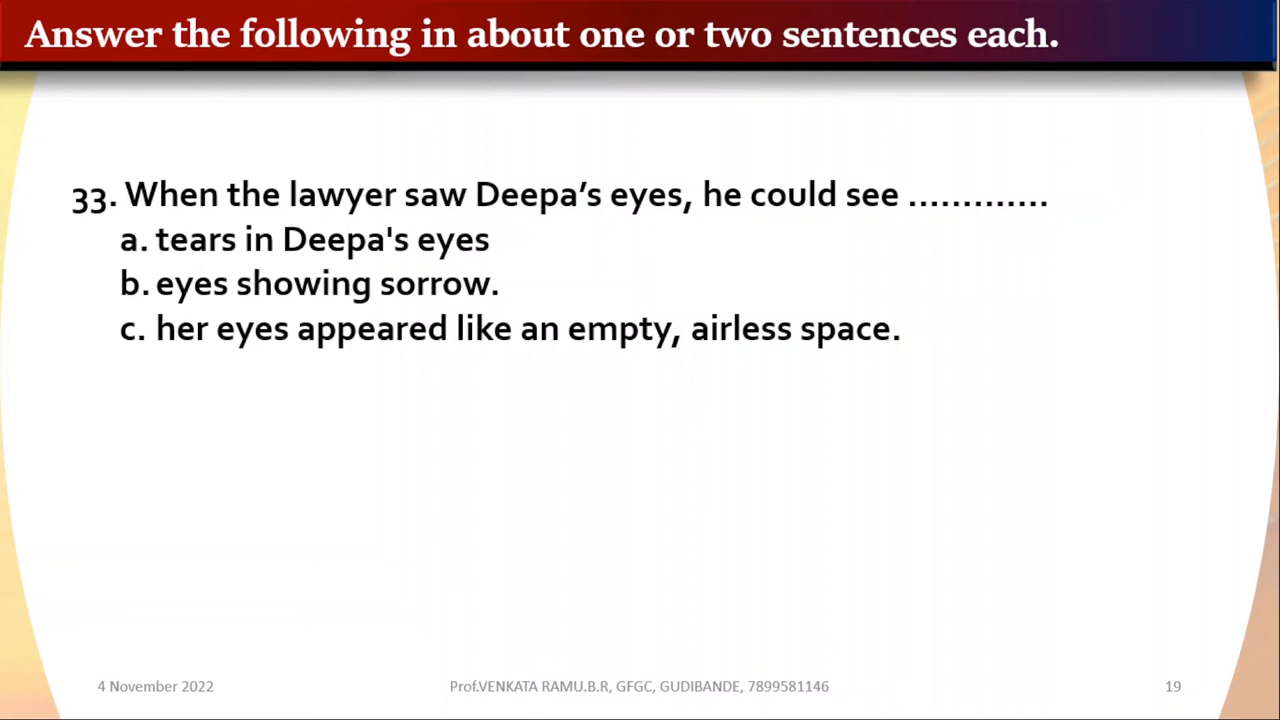 Answer the following in about one or two sentences each.
33. When the lawyer saw Deepa’s eyes, he could see .............
a. tears in Deepa's eyes
b. eyes showing sorrow.
c. her eyes appeared like an empty, airless space.
4 November 2022
Prof.VENKATA RAMU.B.R, GFGC, GUDIBANDE, 7899581146
19